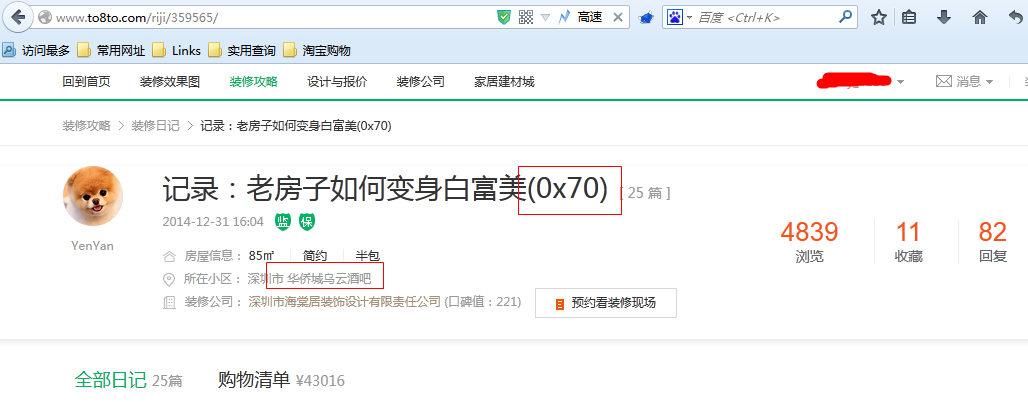 www.to8to.com/riji/359565/ 高速 百度 <Ctrl+K>
访问最多 常用网址 Links 实用查询 淘宝购物
回到首页 装修效果图 装修攻略 设计与报价 装修公司 家居建材城 消息
装修攻略 > 装修日记 > 记录：老房子如何变身白富美(0x70)
记录：老房子如何变身白富美(0x70) [ 25 篇 ]
2014-12-31 16:04 监 保
YenYan
4839 11 82
浏览 收藏 回复
房屋信息： 85㎡ 简约 半包
所在小区： 深圳市 华侨城乌云酒吧
装修公司： 深圳市海棠居装饰设计有限责任公司 (口碑值：221) 预约看装修现场
全部日记 25篇 购物清单 ¥43016